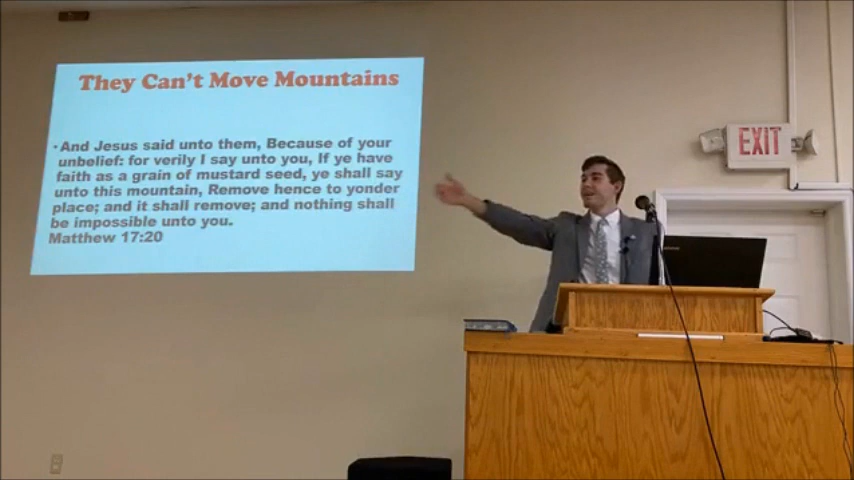 They Can't Move Mountains
•And Jesus said unto them, Because of your
unbelief: for verily I say unto you, If ye have
faith as a grain of mustard seed, ye shall say
unto this mountain, Remove hence to yonder
place; and it shall remove; and nothing shall
be impossible unto you.
Matthew 17:20
EXIT